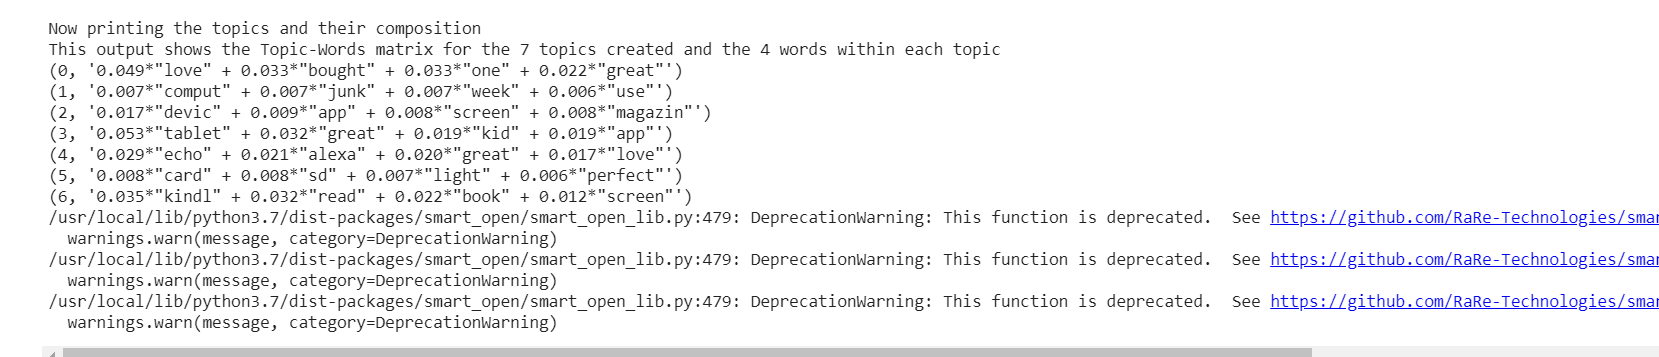 Now printing the topics and their composition
This output shows the Topic-Words matrix for the 7 topics created and the 4 words within each topic
(0, '0.049*"love" + 0.033*"bought" + 0.033*"one" + 0.022*"great"')
(1, '0.007*"comput" + 0.007*"junk" + 0.007*"week" + 0.006*"use"')
(2, '0.017*"devic" + 0.009*"app" + 0.008*"screen" + 0.008*"magazin"')
(3, '0.053*"tablet" + 0.032*"great" + 0.019*"kid" + 0.019*"app"')
(4, '0.029*"echo" + 0.021*"alexa" + 0.020*"great" + 0.017*"love"')
(5, '0.008*"card" + 0.008*"sd" + 0.007*"light" + 0.006*"perfect"')
(6, '0.035*"kindl" + 0.032*"read" + 0.022*"book" + 0.012*"screen"')
/usr/local/lib/python3.7/dist-packages/smart_open/smart_open_lib.py:479: DeprecationWarning: This function is deprecated.  See https://github.com/RaRe-Technologies/smar
  warnings.warn(message, category=DeprecationWarning)
/usr/local/lib/python3.7/dist-packages/smart_open/smart_open_lib.py:479: DeprecationWarning: This function is deprecated.  See https://github.com/RaRe-Technologies/smar
  warnings.warn(message, category=DeprecationWarning)
/usr/local/lib/python3.7/dist-packages/smart_open/smart_open_lib.py:479: DeprecationWarning: This function is deprecated.  See https://github.com/RaRe-Technologies/smar
  warnings.warn(message, category=DeprecationWarning)